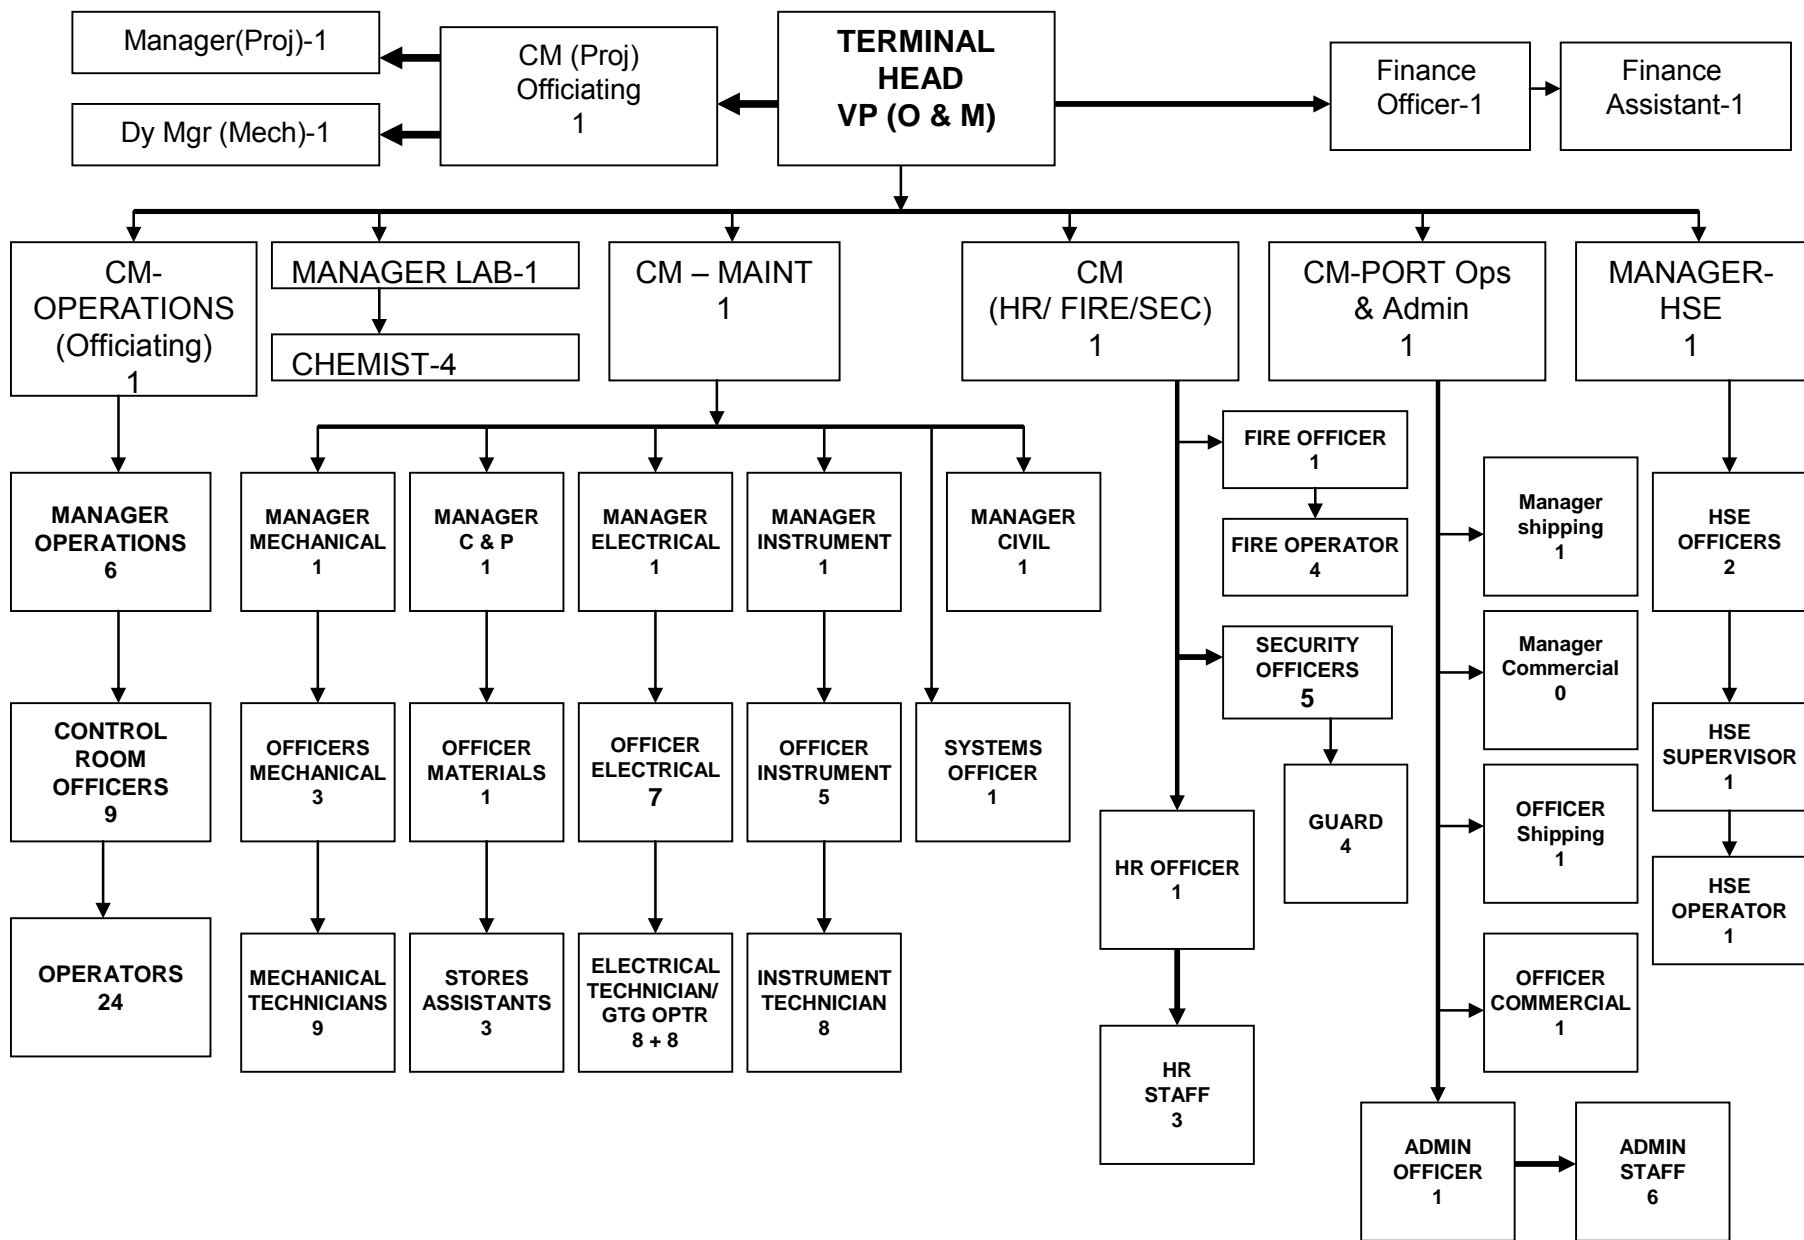 Manager(Proj)-1
Dy Mgr (Mech)-1
CM (Proj)
Officiating
1
TERMINAL
HEAD
VP (O & M)
Finance
Officer-1
Finance
Assistant-1
CM-
OPERATIONS
(Officiating)
1
MANAGER LAB-1
CHEMIST-4
CM – MAINT
1
CM
(HR/ FIRE/SEC)
1
CM-PORT Ops
& Admin
1
MANAGER-
HSE
1
MANAGER
OPERATIONS
6
MANAGER
MECHANICAL
1
MANAGER
C & P
1
MANAGER
ELECTRICAL
1
MANAGER
INSTRUMENT
1
MANAGER
CIVIL
1
FIRE OFFICER
1
FIRE OPERATOR
4
Manager
shipping
1
HSE
OFFICERS
2
SECURITY
OFFICERS
5
Manager
Commercial
0
CONTROL
ROOM
OFFICERS
9
OFFICERS
MECHANICAL
3
OFFICER
MATERIALS
1
OFFICER
ELECTRICAL
7
OFFICER
INSTRUMENT
5
SYSTEMS
OFFICER
1
HSE
SUPERVISOR
1
GUARD
4
OFFICER
Shipping
1
HR OFFICER
1
HSE
OPERATOR
1
OPERATORS
24
MECHANICAL
TECHNICIANS
9
STORES
ASSISTANTS
3
ELECTRICAL
TECHNICIAN/
GTG OPTR
8 + 8
INSTRUMENT
TECHNICIAN
8
OFFICER
COMMERCIAL
1
HR
STAFF
3
ADMIN
OFFICER
1
ADMIN
STAFF
6